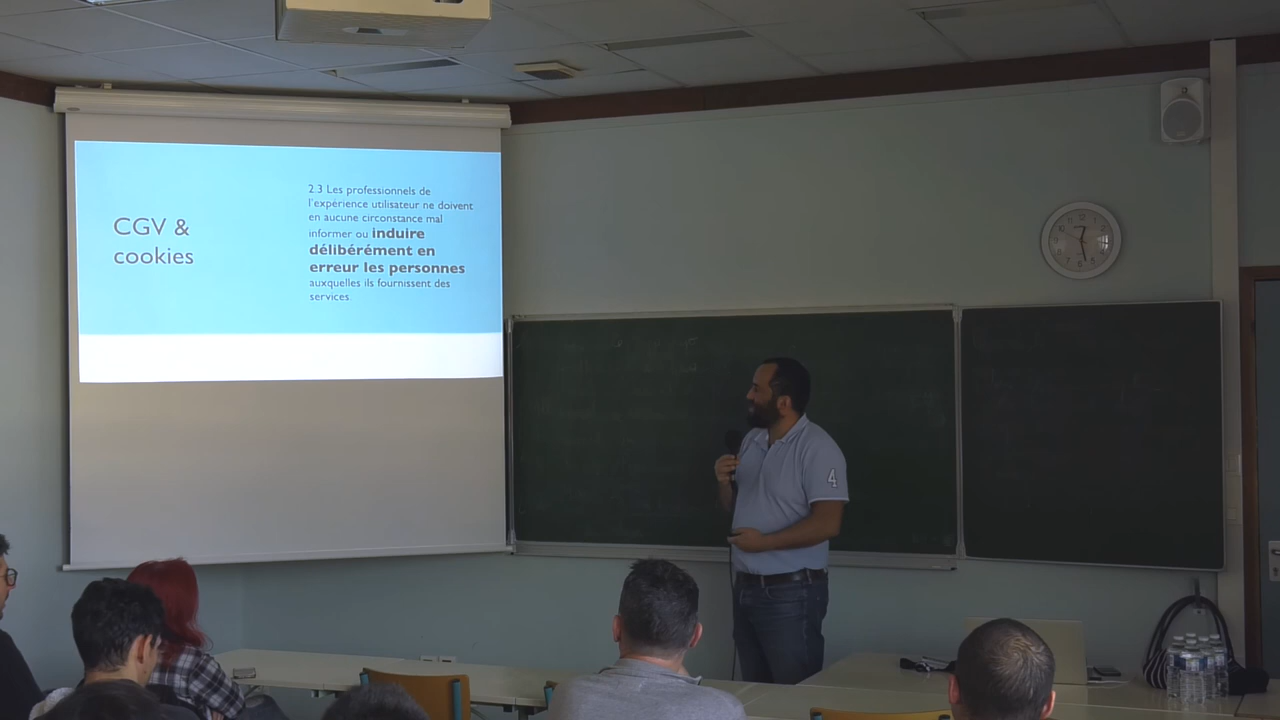 CGV &
cookies
2.3 Les professionnels de
l'expérience utilisateur ne doivent
en aucune circonstance mal
informer ou induire
délibérément en
erreur les personnes
auxquelles ils fournissent des
services.
4